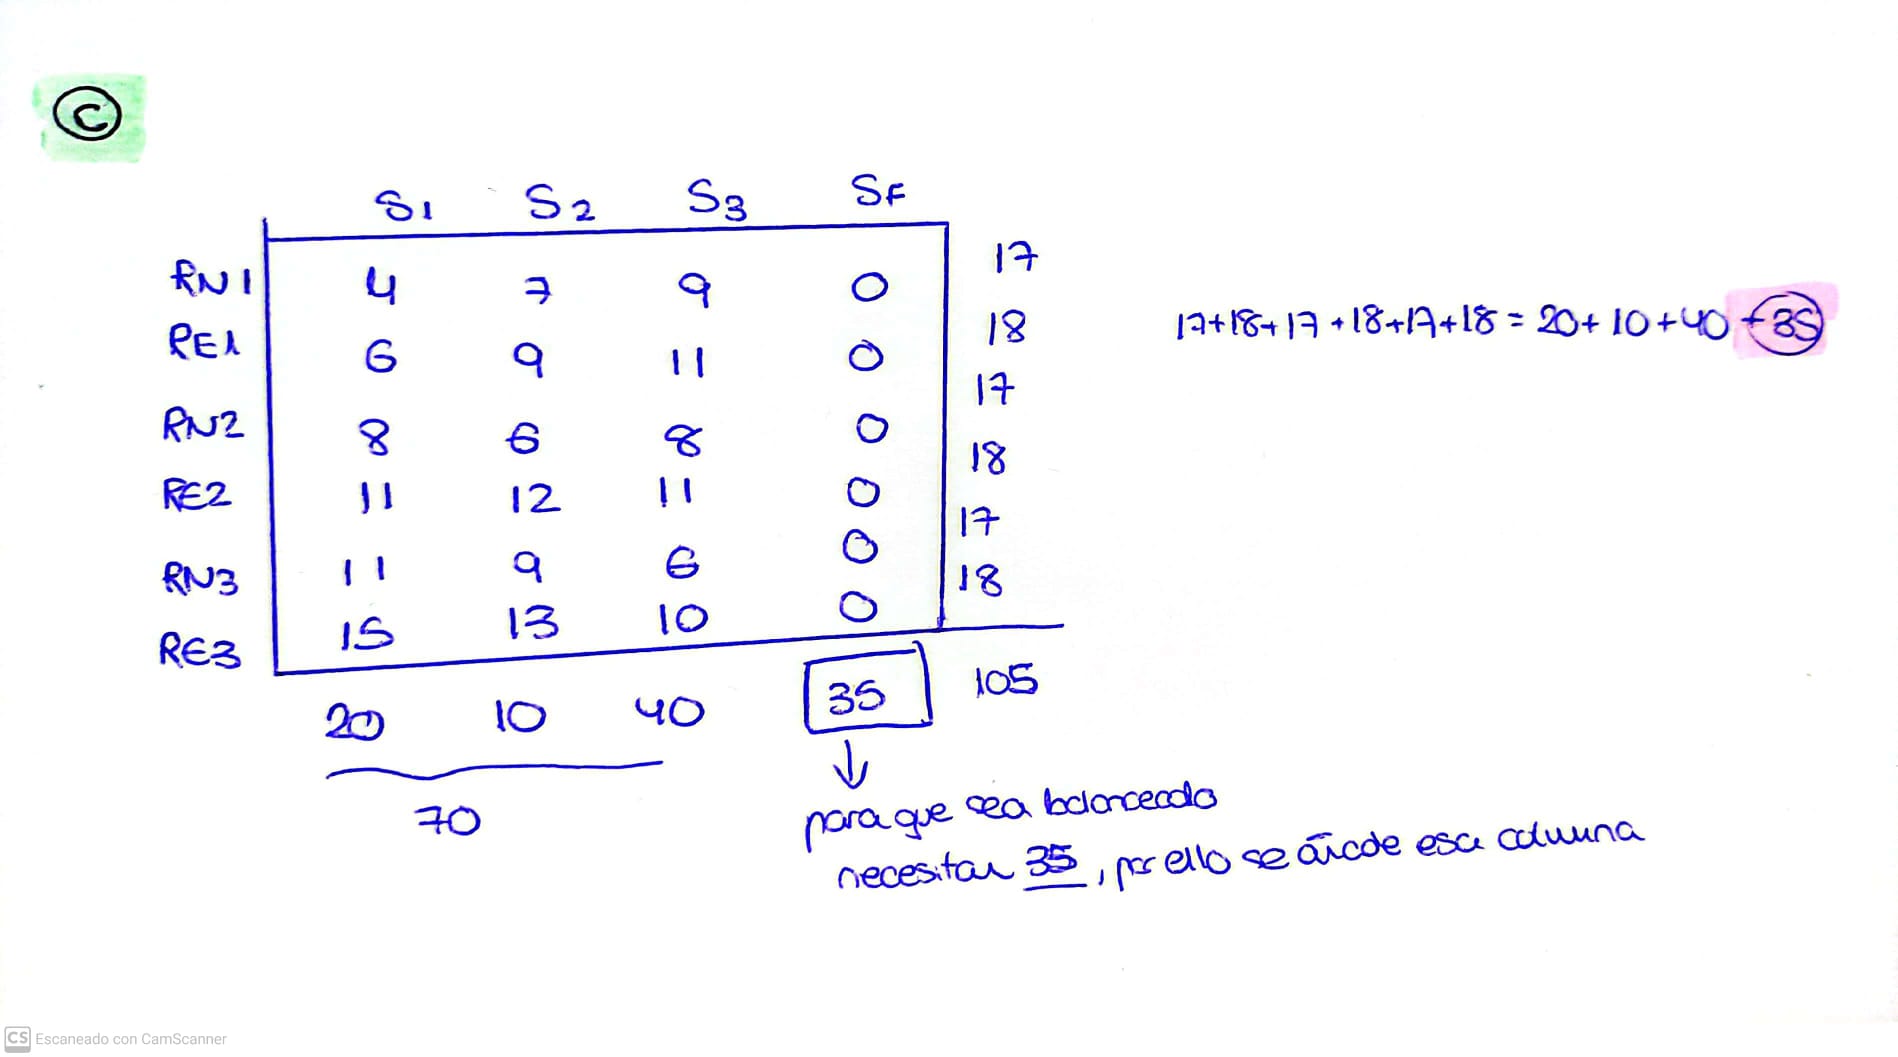 C
S1 S2 S3 SF
RN1 4 7 9 0 17
RE1 6 9 11 0 18
RN2 8 6 8 0 17
RE2 11 12 11 0 18
RN3 11 9 6 0 17
RE3 15 13 10 0 18
20 10 40 35 105
70
17+18+17+18+17+18 = 20+10+40+35
para que sea balanceado
necesitan 35, por ello se añade esa columna
CS Escaneado con CamScanner